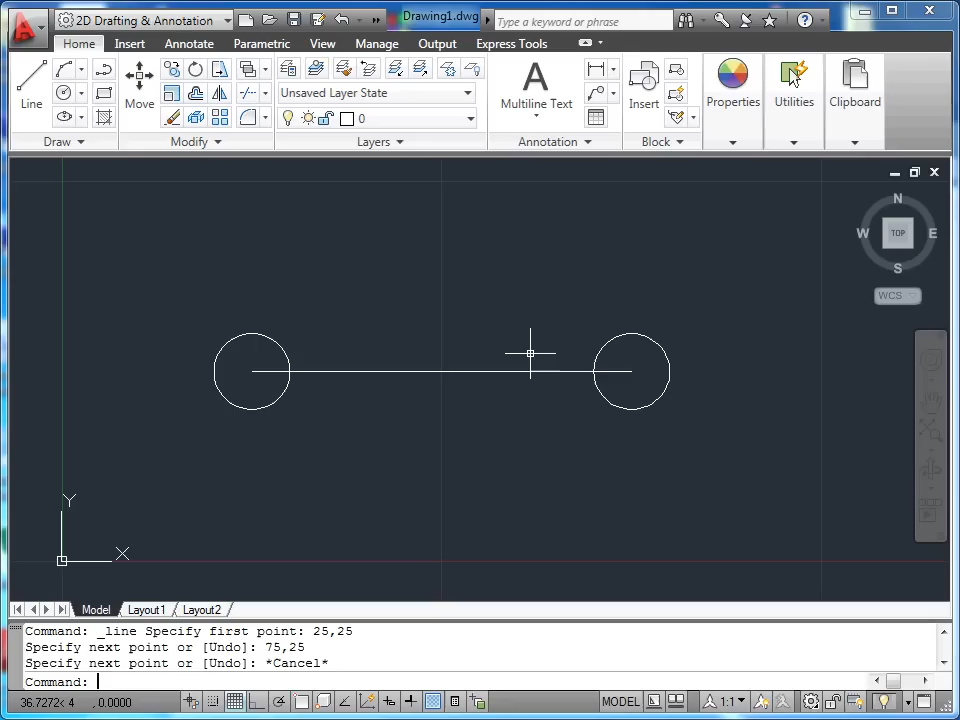 2D Drafting & Annotation
Drawing1.dwg
Type a keyword or phrase
Home Insert Annotate Parametric View Manage Output Express Tools
Line
Move
Unsaved Layer State
0
A
Multiline Text
Insert
Properties
Utilities
Clipboard
Draw
Modify
Layers
Annotation
Block
N
W
TOP
E
S
WCS
Y
X
Model Layout1 Layout2
Command: _line Specify first point: 25,25
Specify next point or [Undo]: 75,25
Specify next point or [Undo]: *Cancel*
Command:
36.7272< 4 , 0.0000
MODEL
1:1